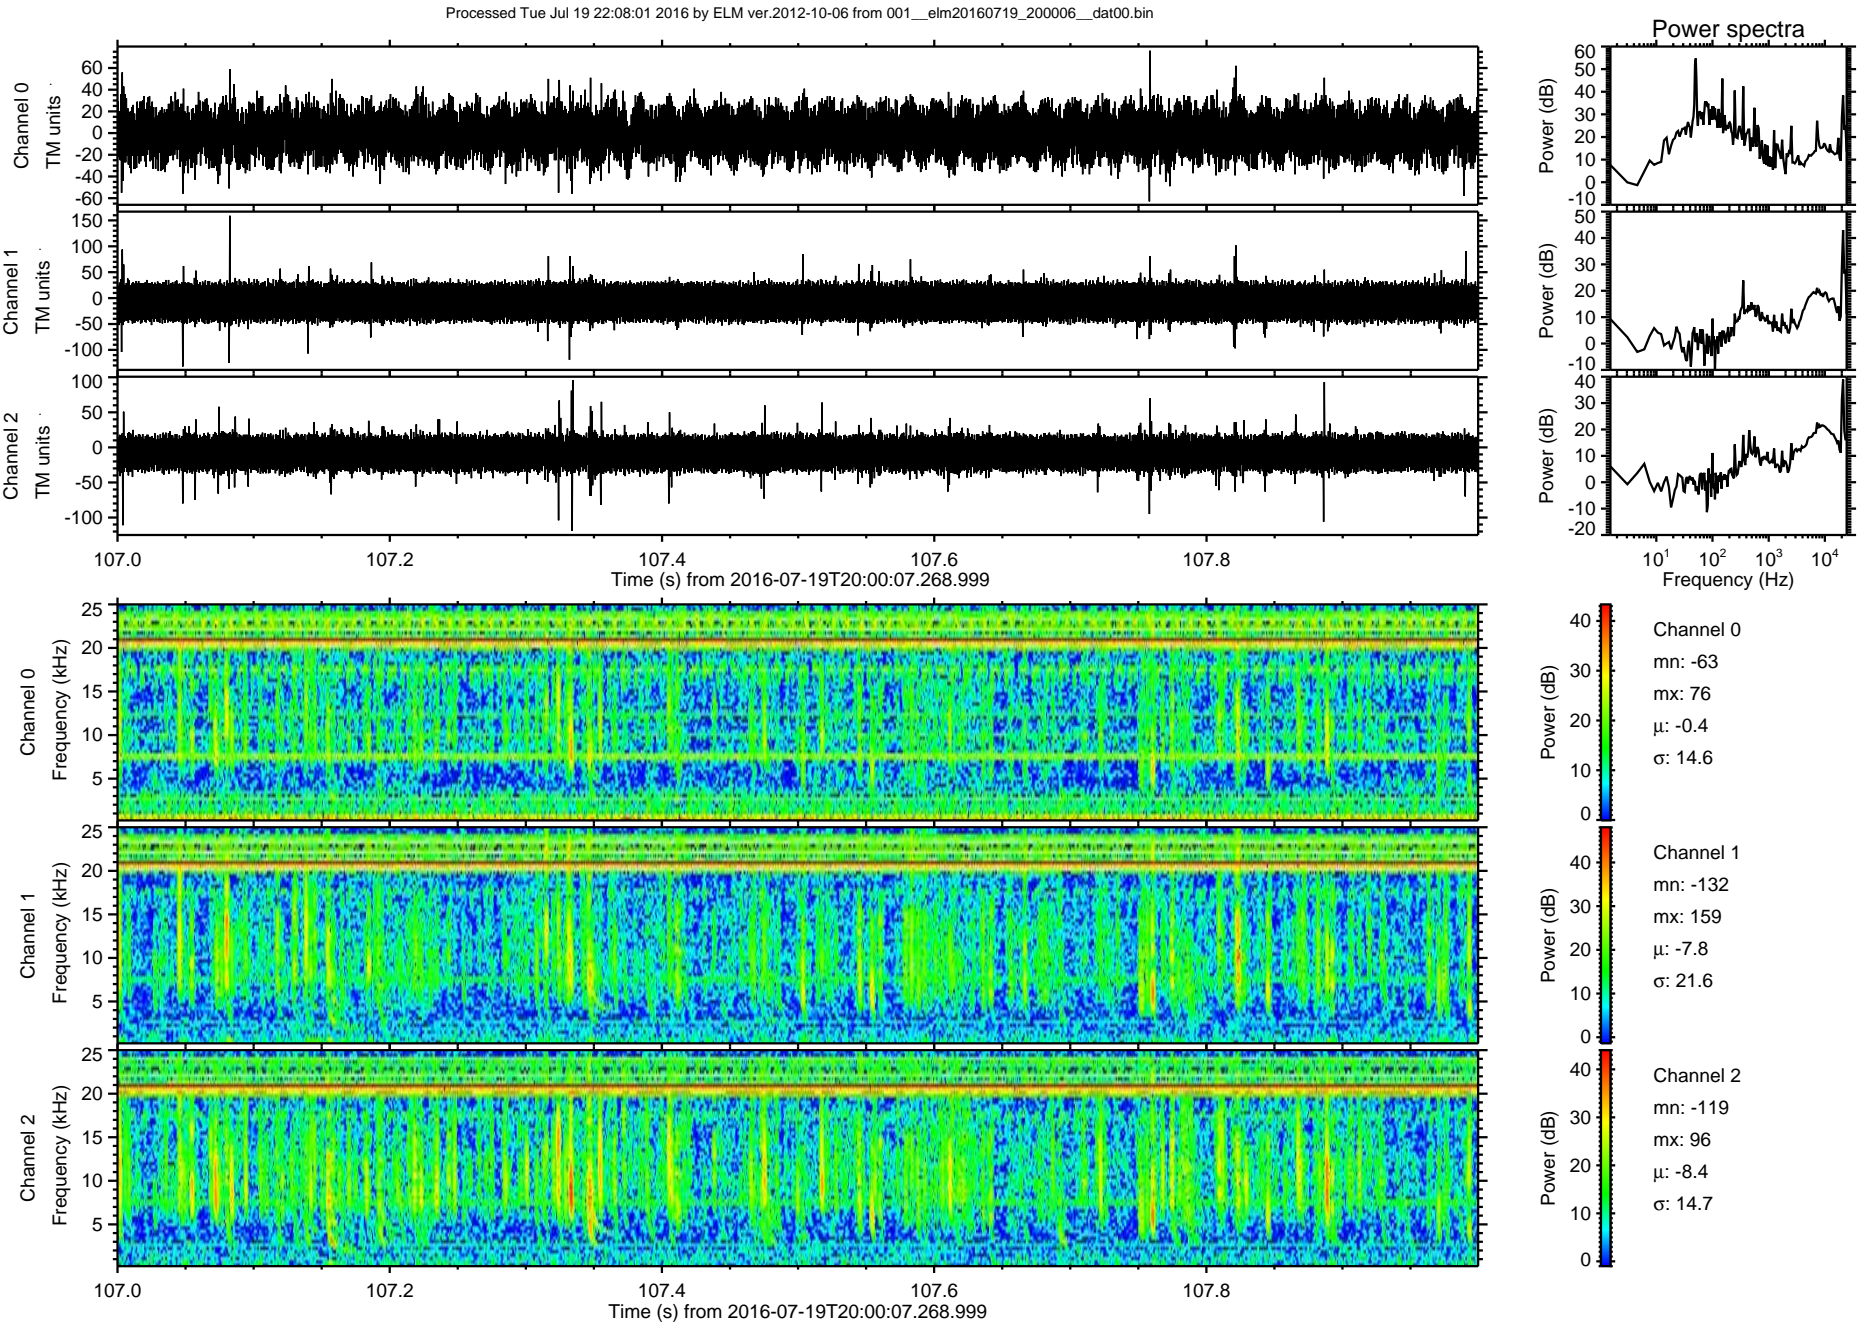 Processed Tue Jul 19 22:08:01 2016 by ELM ver.2012-10-06 from 001__elm20160719_200006__dat00.bin
Power spectra
Channel 0
TM units
60
40
20
0
-20
-40
-60
Power (dB)
60
50
40
30
20
10
0
-10
Channel 1
TM units
150
100
50
0
-50
-100
Power (dB)
50
40
30
20
10
0
-10
Channel 2
TM units
100
50
0
-50
-100
Power (dB)
40
30
20
10
0
-10
-20
107.0 107.2 107.4 107.6 107.8
Time (s) from 2016-07-19T20:00:07.268.999
10^1 10^2 10^3 10^4
Frequency (Hz)
Channel 0
Frequency (kHz)
25
20
15
10
5
Power (dB)
40
30
20
10
0
Channel 0
mn: -63
mx: 76
μ: -0.4
σ: 14.6
Channel 1
Frequency (kHz)
25
20
15
10
5
Power (dB)
40
30
20
10
0
Channel 1
mn: -132
mx: 159
μ: -7.8
σ: 21.6
Channel 2
Frequency (kHz)
25
20
15
10
5
Power (dB)
40
30
20
10
0
Channel 2
mn: -119
mx: 96
μ: -8.4
σ: 14.7
107.0 107.2 107.4 107.6 107.8
Time (s) from 2016-07-19T20:00:07.268.999